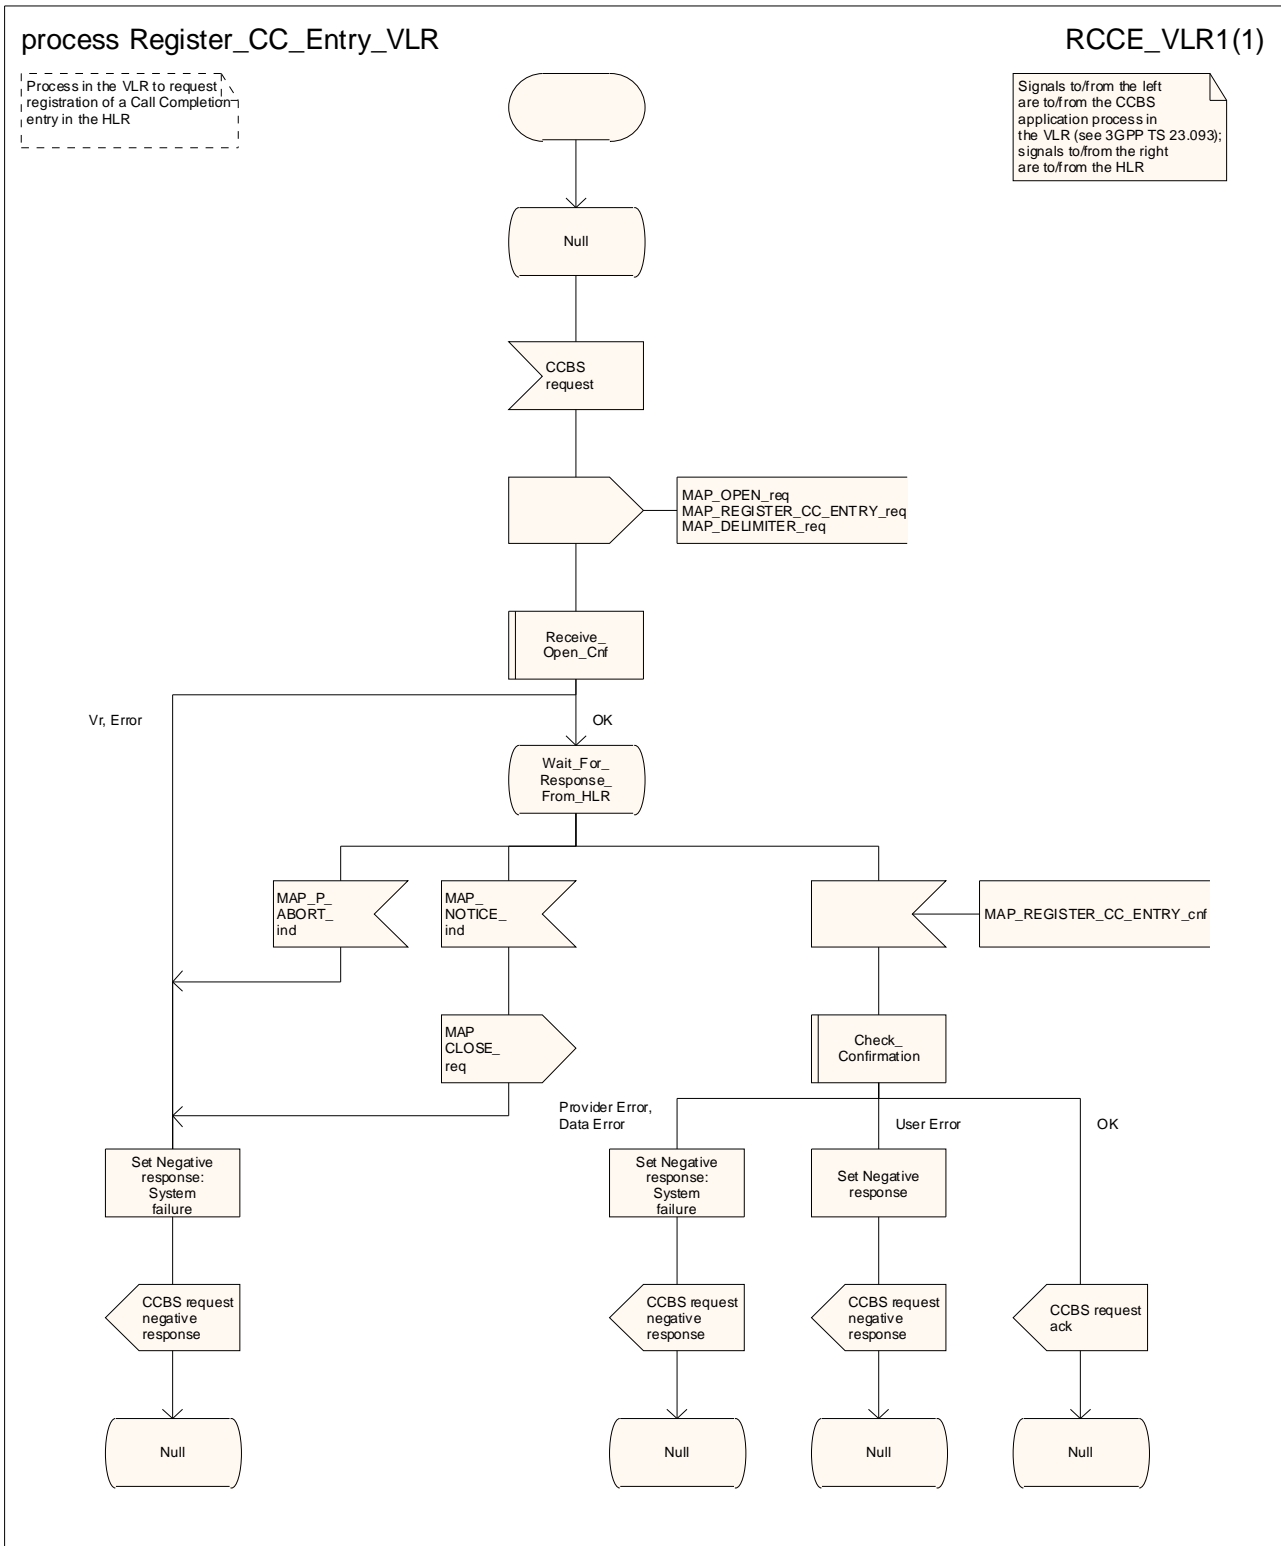 process Register_CC_Entry_VLR
RCCE_VLR1(1)
Process in the VLR to request
registration of a Call Completion
entry in the HLR
Signals to/from the left
are to/from the CCBS
application process in
the VLR (see 3GPP TS 23.093);
signals to/from the right
are to/from the HLR
Null
CCBS
request
MAP_OPEN_req
MAP_REGISTER_CC_ENTRY_req
MAP_DELIMITER_req
Receive_
Open_Cnf
Vr, Error
OK
Wait_For_
Response_
From_HLR
MAP_P_
ABORT_
ind
MAP_
NOTICE_
ind
MAP_REGISTER_CC_ENTRY_cnf
MAP
CLOSE_
req
Check_
Confirmation
Provider Error,
Data Error
User Error
OK
Set Negative
response:
System
failure
Set Negative
response:
System
failure
Set Negative
response
CCBS request
negative
response
CCBS request
negative
response
CCBS request
negative
response
CCBS request
ack
Null
Null
Null
Null